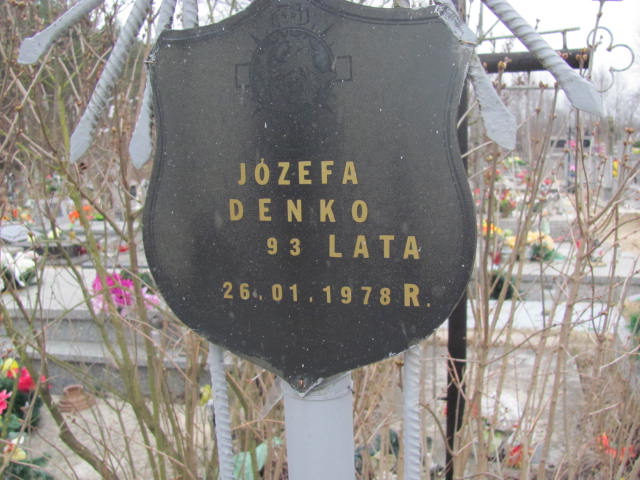 JÓZEFA
DENKO
93 LATA
26.01.1978 R.